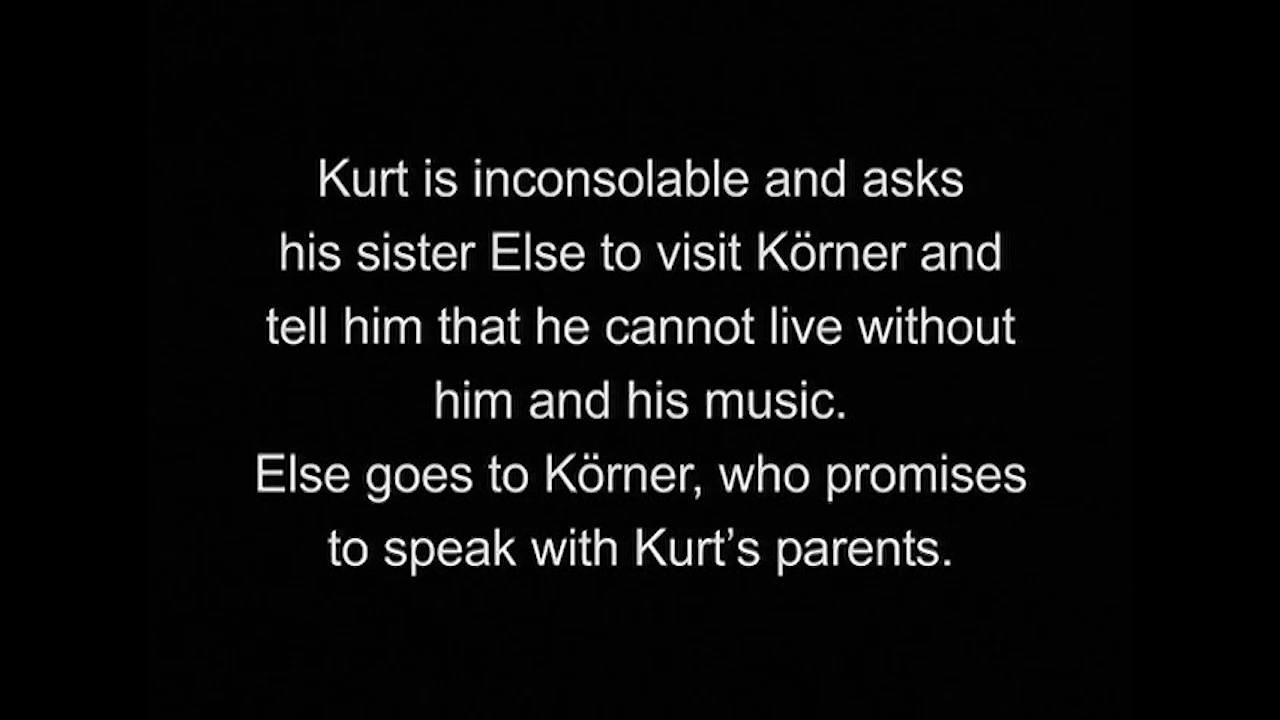 Kurt is inconsolable and asks
his sister Else to visit Körner and
tell him that he cannot live without
him and his music.
Else goes to Körner, who promises
to speak with Kurt’s parents.